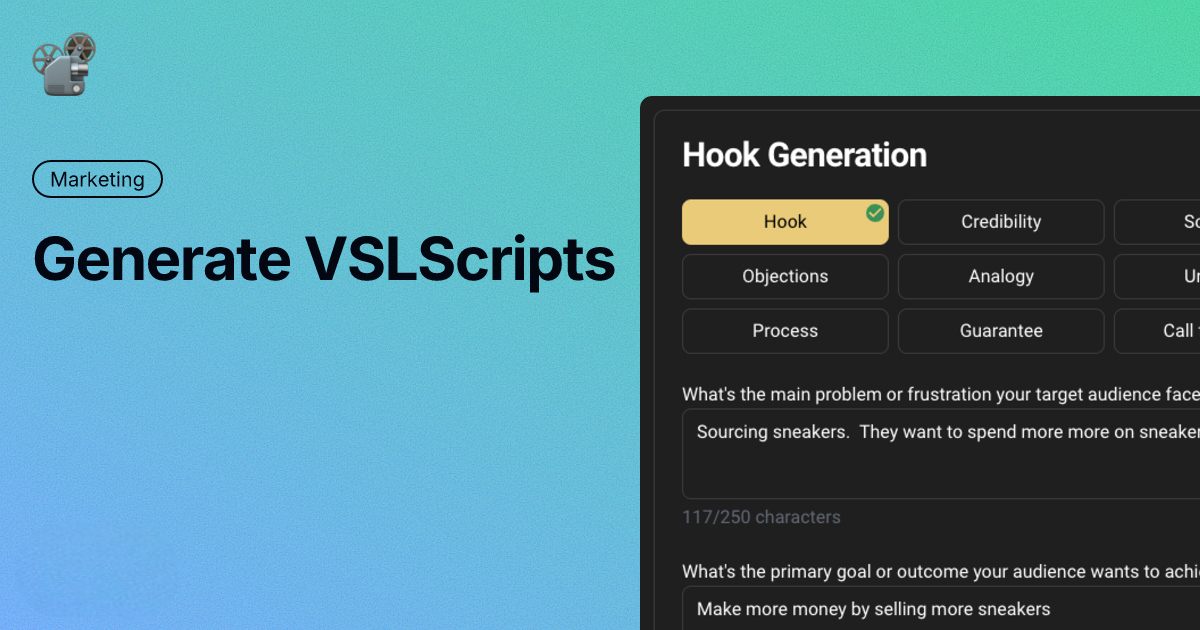 Marketing
Generate VSLScripts
Hook Generation
Hook
Credibility
Objections
Analogy
Process
Guarantee
Call
What's the main problem or frustration your target audience face
Sourcing sneakers.  They want to spend more more on sneaker
117/250 characters
What's the primary goal or outcome your audience wants to achi
Make more money by selling more sneakers